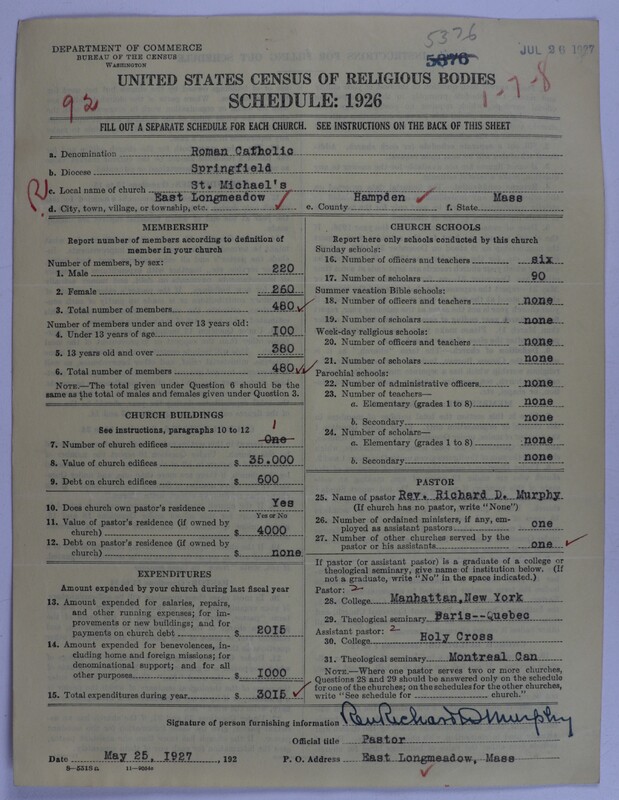 5376
5376
JUL 26 1927
DEPARTMENT OF COMMERCE
BUREAU OF THE CENSUS
WASHINGTON
92
1-7-8
UNITED STATES CENSUS OF RELIGIOUS BODIES
SCHEDULE: 1926
FILL OUT A SEPARATE SCHEDULE FOR EACH CHURCH. SEE INSTRUCTIONS ON THE BACK OF THIS SHEET
a. Denomination Roman Catholic
b. Diocese Springfield
c. Local name of church St. Michael's
d. City, town, village, or township, etc. East Longmeadow e. County Hampden f. State Mass
MEMBERSHIP
Report number of members according to definition of
member in your church
Number of members, by sex:
1. Male 220
2. Female 260
3. Total number of members 480
Number of members under and over 13 years old:
4. Under 13 years of age 100
5. 13 years old and over 380
6. Total number of members 480
NOTE.—The total given under Question 6 should be
same as the total of males and females given under Question 3.
CHURCH BUILDINGS
See instructions, paragraphs 10 to 12
1
7. Number of church edifices One
8. Value of church edifices $ 35.000
9. Debt on church edifices $ 600
10. Does church own pastor's residence Yes
Yes or No
11. Value of pastor's residence (if owned by
church) $ 4000
12. Debt on pastor's residence (if owned by
church) $ none
EXPENDITURES
Amount expended by your church during last fiscal year
13. Amount expended for salaries, repairs,
and other running expenses; for im-
provements or new buildings; and for
payments on church debt $ 2015
14. Amount expended for benevolences, in-
cluding home and foreign missions; for
denominational support; and for all
other purposes $ 1000
15. Total expenditures during year $ 3015
CHURCH SCHOOLS
Report here only schools conducted by this church
Sunday schools:
16. Number of officers and teachers six
17. Number of scholars 90
Summer vacation Bible schools:
18. Number of officers and teachers none
19. Number of scholars none
Week-day religious schools:
20. Number of officers and teachers none
21. Number of scholars none
Parochial schools:
22. Number of administrative officers none
23. Number of teachers—
a. Elementary (grades 1 to 8) none
b. Secondary none
24. Number of scholars—
a. Elementary (grades 1 to 8) none
b. Secondary none
PASTOR
25. Name of pastor Rev. Richard D. Murphy
(If church has no pastor, write "None")
26. Number of ordained ministers, if any, em-
ployed as assistant pastors one
27. Number of other churches served by the
pastor or his assistants one
If pastor (or assistant pastor) is a graduate of a college or
theological seminary, give name of institution below. (If
not a graduate, write "No" in the space indicated.)
Pastor: 2
28. College Manhattan,New York
29. Theological seminary Paris--Quebec
Assistant pastor: 2
30. College Holy Cross
31. Theological seminary Montreal Can
NOTE.—Where one pastor serves two or more churches,
Questions 28 and 29 should be answered only on the schedule
for one of the churches; on the schedules for the other churches,
write "See schedule for church."
Signature of person furnishing information Rev Richard D Murphy
Official title Pastor
Date May 25, 1927 , 192 P. O. Address East Longmeadow, Mass